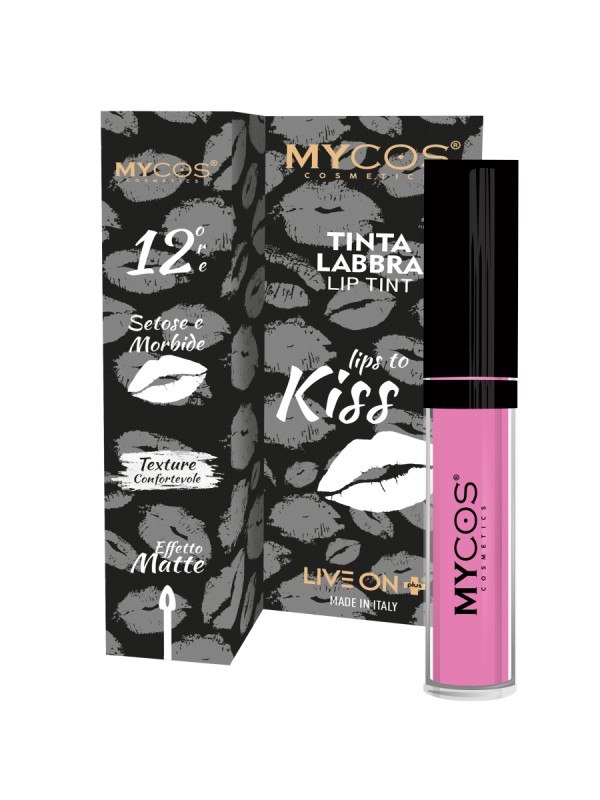 MYCOS®
COSMETICS
12 ore
Setose e
Morbide
Texture
Confortevole
Effetto
Matte
MYCOS®
COSMETIC
TINTA
LABBRA
LIP TINT
lips to
Kiss
LIVE ON plus
MADE IN ITALY
MYCOS®
COSMETICS